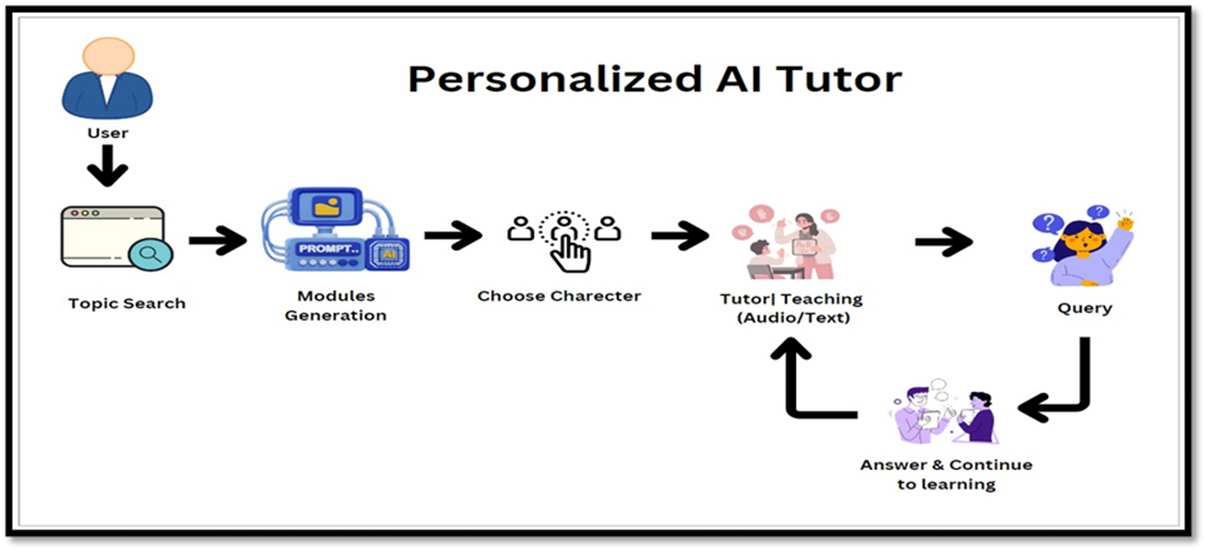 Personalized AI Tutor
User
Topic Search
PROMPT..
AI
Modules
Generation
Choose Charecter
Tutor| Teaching
(Audio/Text)
Query
Answer & Continue
to learning